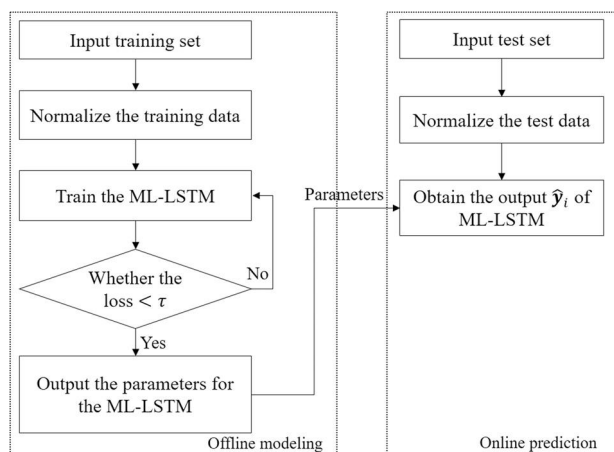 Input training set
Normalize the training data
Train the ML-LSTM
Whether the
loss < τ
No
Yes
Output the parameters for
the ML-LSTM
Offline modeling
Parameters
Input test set
Normalize the test data
Obtain the output ŷᵢ of
ML-LSTM
Online prediction